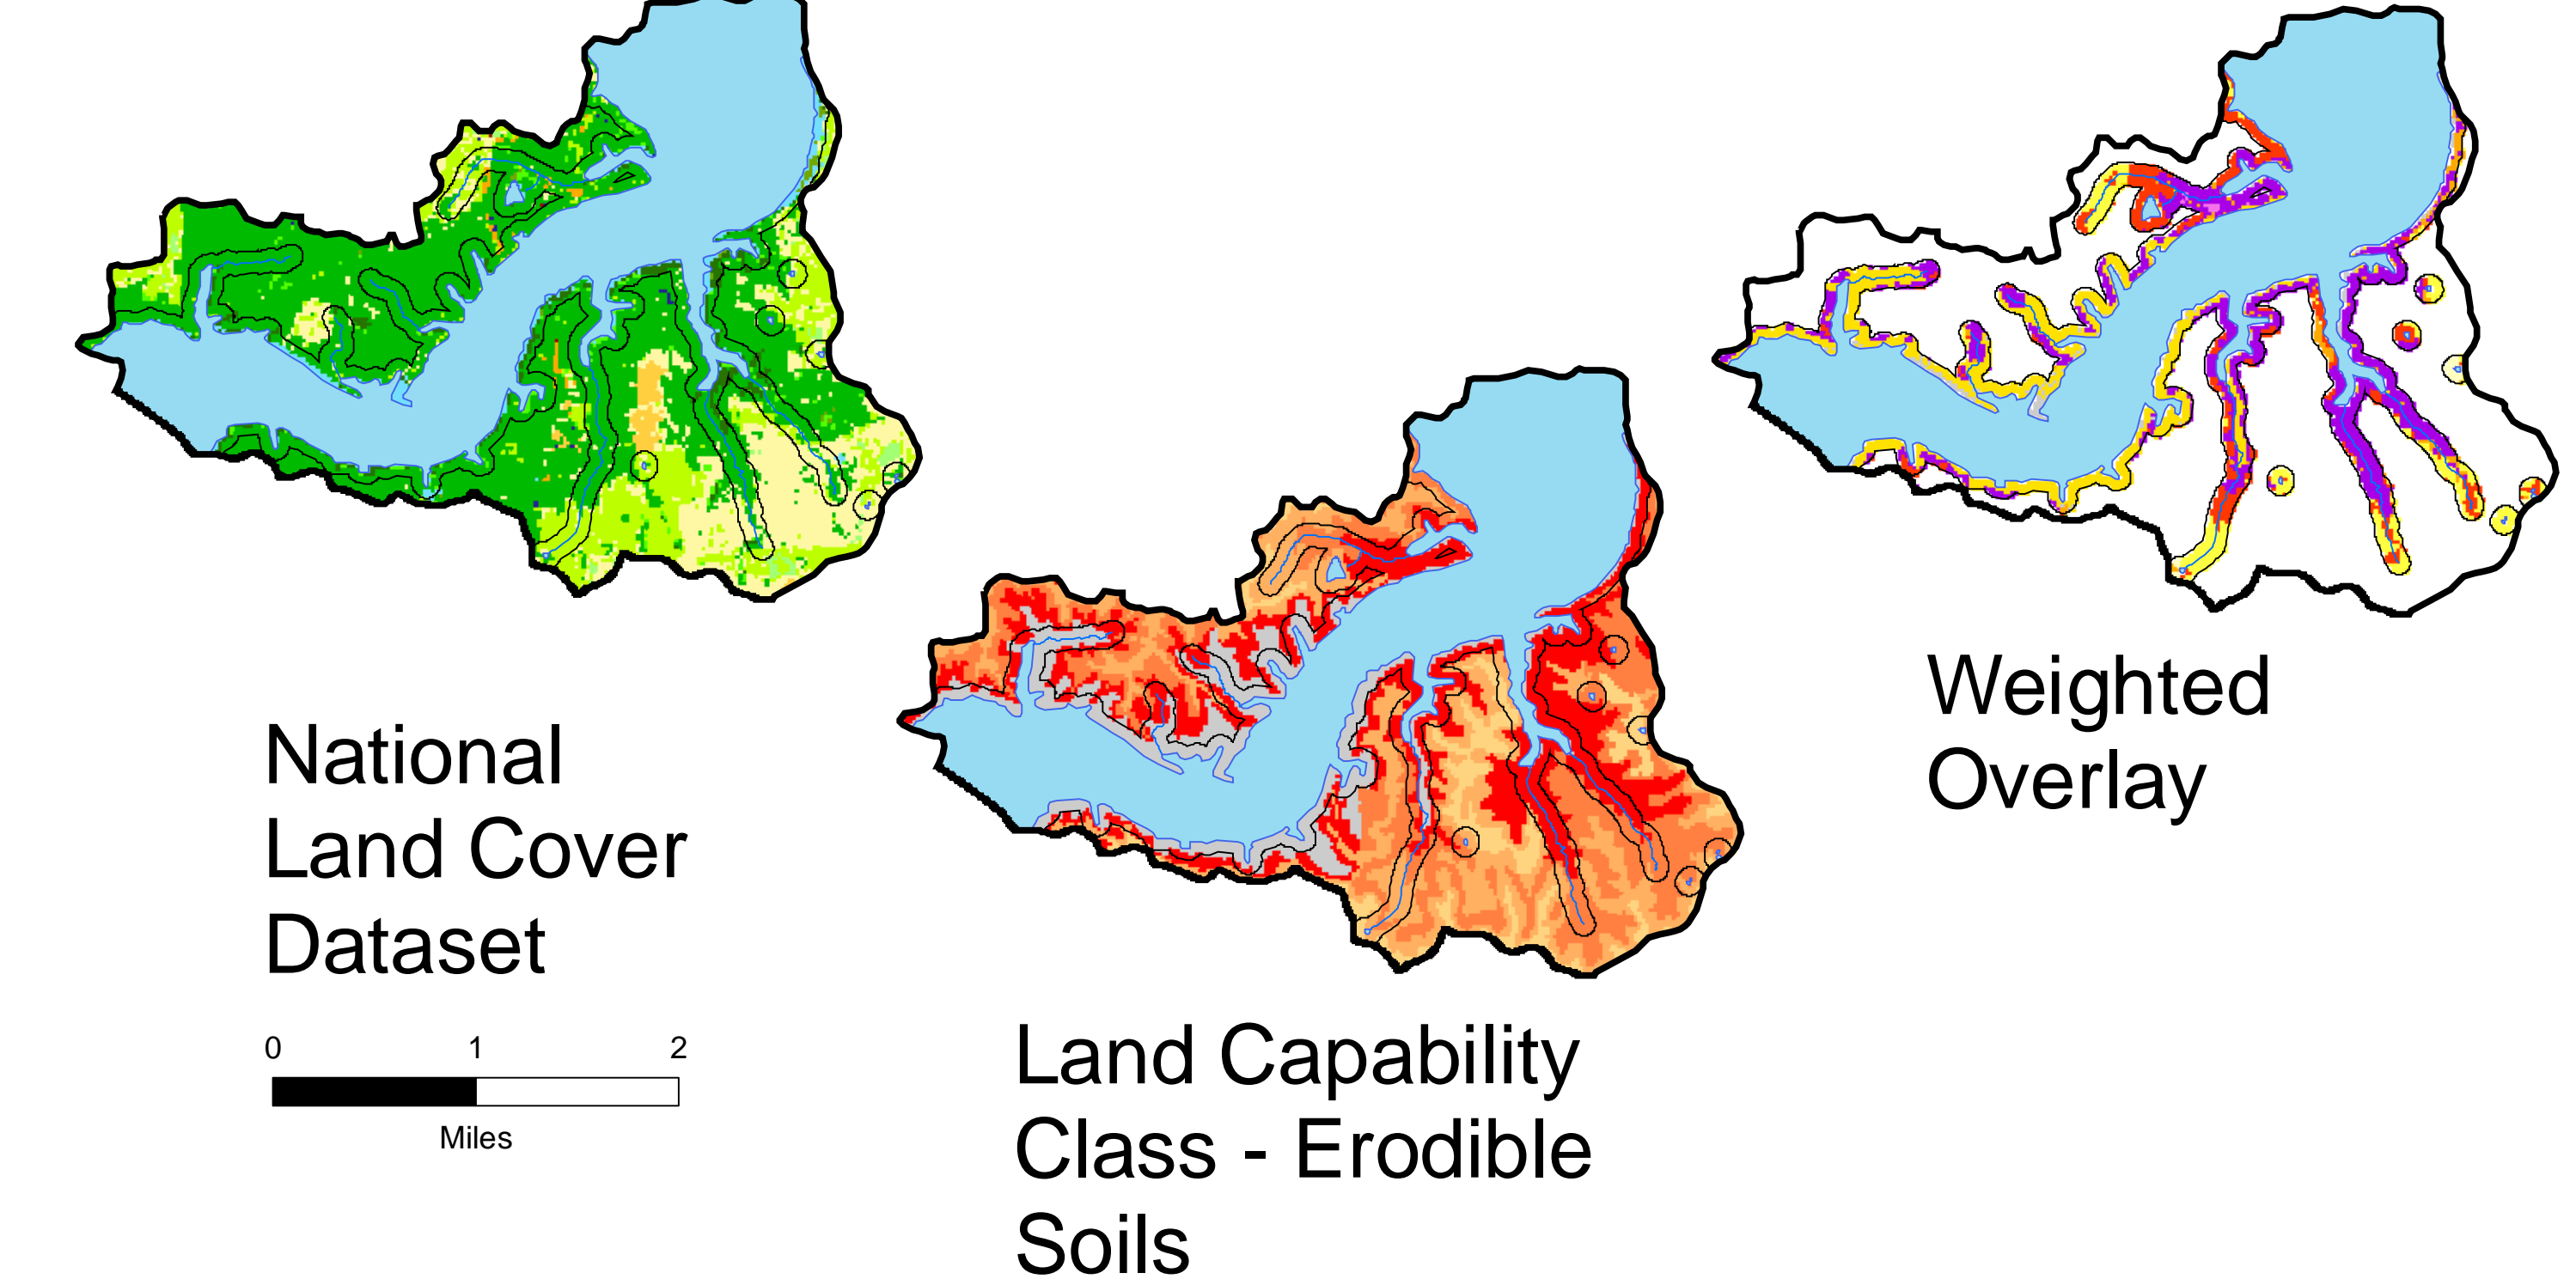 National
Land Cover
Dataset
0 1 2
Miles
Land Capability
Class - Erodible
Soils
Weighted
Overlay